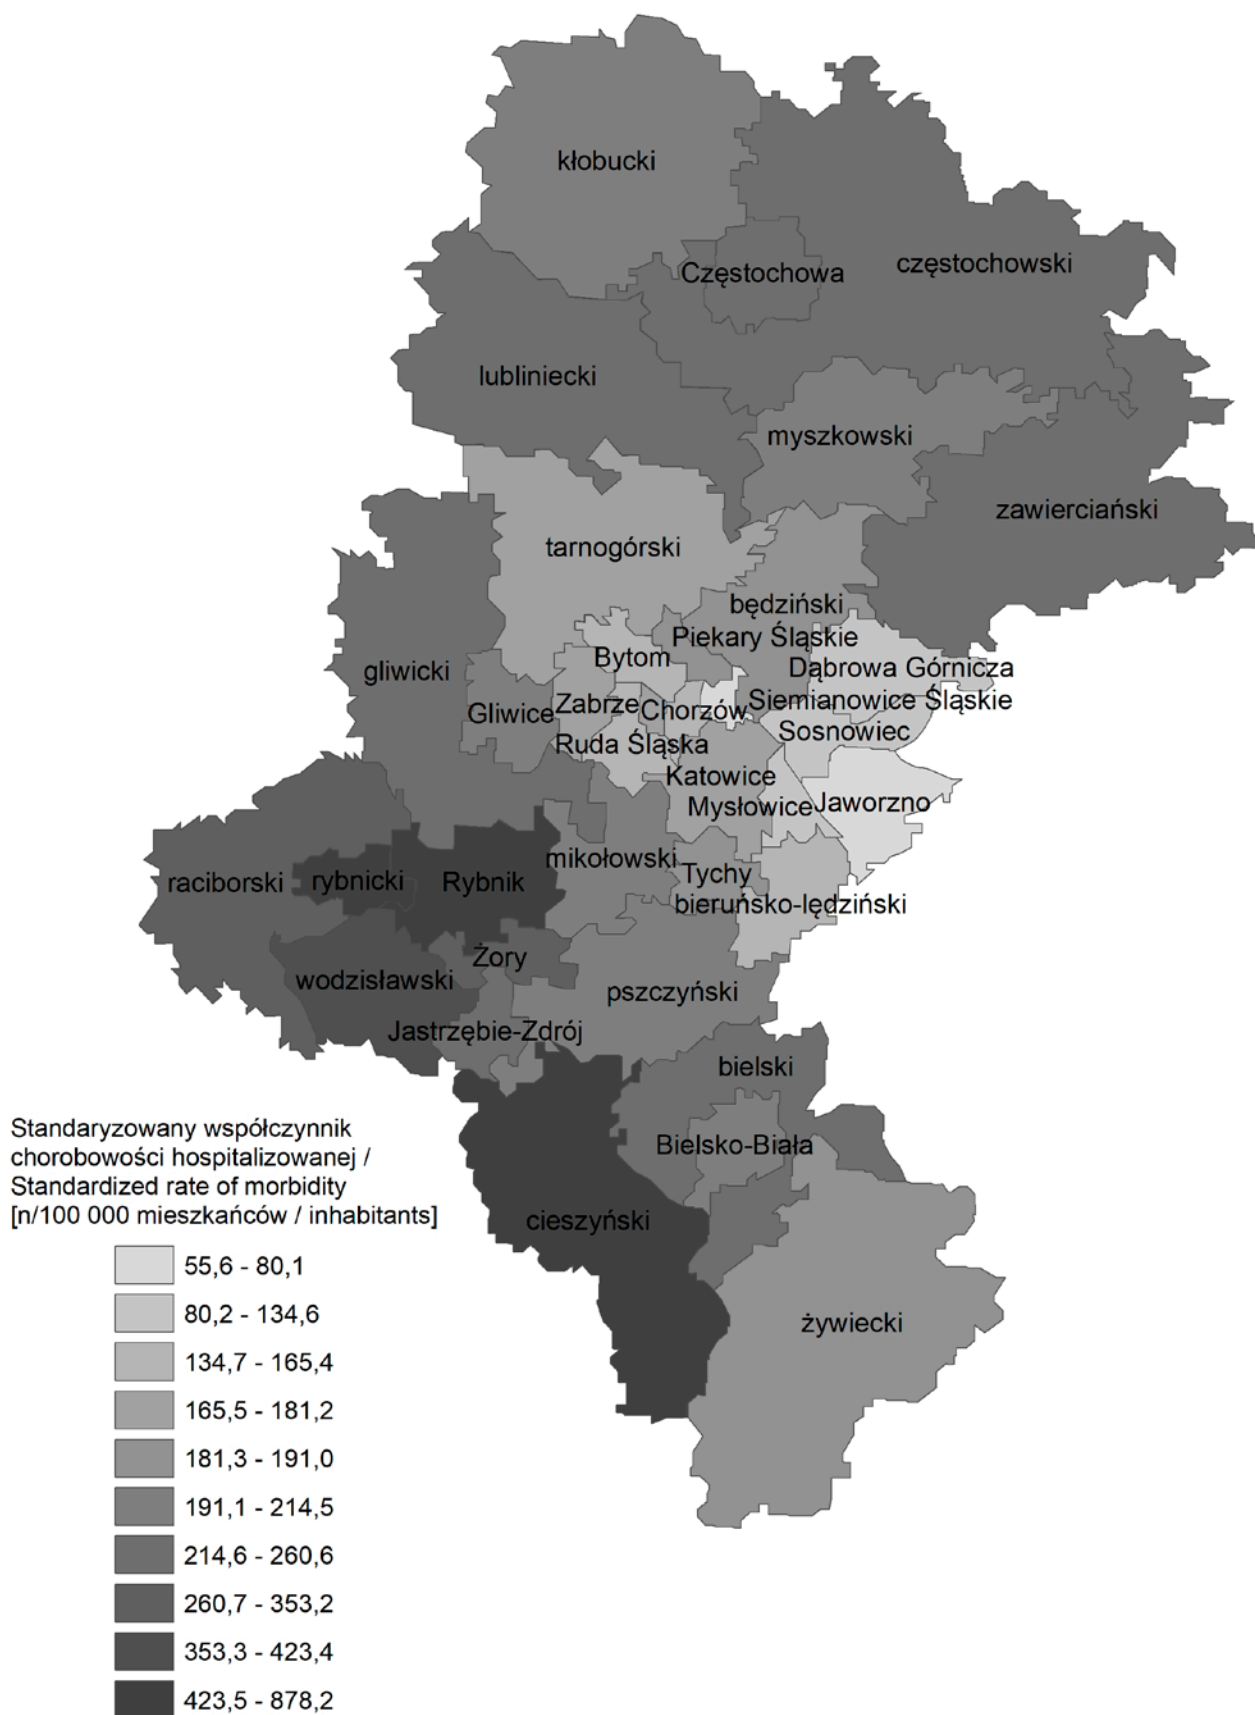 kłobucki
częstochowski
Częstochowa
lubliniecki
myszkowski
zawierciański
tarnogórski
będziński
Piekary Śląskie
Bytom
Dąbrowa Górnicza
gliwicki
Siemianowice Śląskie
Zabrze
Chorzów
Gliwice
Sosnowiec
Ruda Śląska
Katowice
Mysłowice
Jaworzno
mikołowski
Tychy
raciborski
rybnicki
Rybnik
bieruńsko-lędziński
Żory
wodzisławski
pszczyński
Jastrzębie-Zdrój
bielski
Bielsko-Biała
cieszyński
żywiecki
Standaryzowany współczynnik
chorobowości hospitalizowanej /
Standardized rate of morbidity
[n/100 000 mieszkańców / inhabitants]
55,6 - 80,1
80,2 - 134,6
134,7 - 165,4
165,5 - 181,2
181,3 - 191,0
191,1 - 214,5
214,6 - 260,6
260,7 - 353,2
353,3 - 423,4
423,5 - 878,2